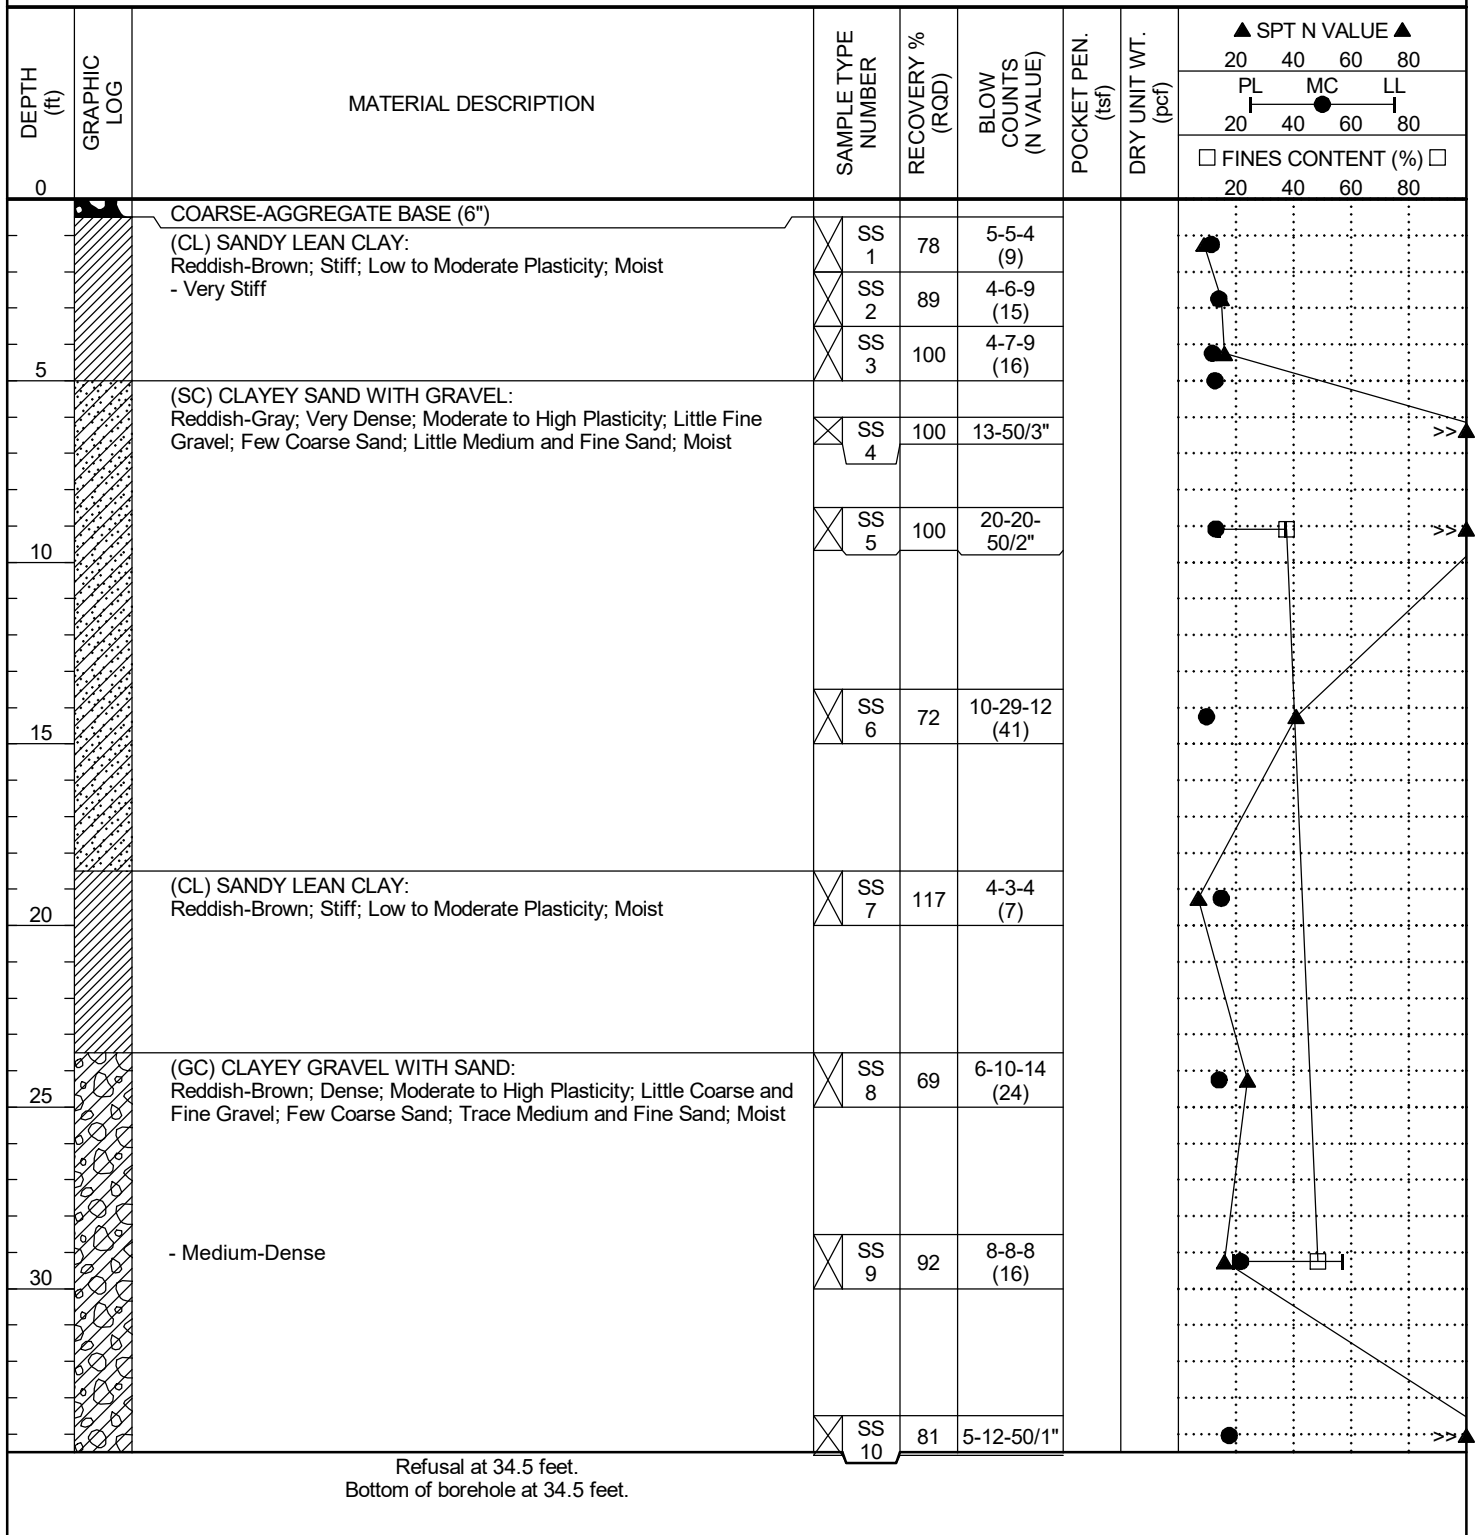 DEPTH
(ft)
GRAPHIC
LOG
MATERIAL DESCRIPTION
SAMPLE TYPE
NUMBER
RECOVERY %
(RQD)
BLOW
COUNTS
(N VALUE)
POCKET PEN.
(tsf)
DRY UNIT WT.
(pcf)
▲ SPT N VALUE ▲
20 40 60 80
PL MC LL
20 40 60 80
□ FINES CONTENT (%) □
20 40 60 80
0
COARSE-AGGREGATE BASE (6")
(CL) SANDY LEAN CLAY:
Reddish-Brown; Stiff; Low to Moderate Plasticity; Moist
- Very Stiff
SS
1
78
5-5-4
(9)
SS
2
89
4-6-9
(15)
SS
3
100
4-7-9
(16)
5
(SC) CLAYEY SAND WITH GRAVEL:
Reddish-Gray; Very Dense; Moderate to High Plasticity; Little Fine
Gravel; Few Coarse Sand; Little Medium and Fine Sand; Moist
SS
4
100
13-50/3"
>>
SS
5
100
20-20-
50/2"
>>
10
SS
6
72
10-29-12
(41)
15
(CL) SANDY LEAN CLAY:
Reddish-Brown; Stiff; Low to Moderate Plasticity; Moist
SS
7
117
4-3-4
(7)
20
(GC) CLAYEY GRAVEL WITH SAND:
Reddish-Brown; Dense; Moderate to High Plasticity; Little Coarse and
Fine Gravel; Few Coarse Sand; Trace Medium and Fine Sand; Moist
SS
8
69
6-10-14
(24)
25
- Medium-Dense
SS
9
92
8-8-8
(16)
30
SS
10
81
5-12-50/1"
>>
Refusal at 34.5 feet.
Bottom of borehole at 34.5 feet.